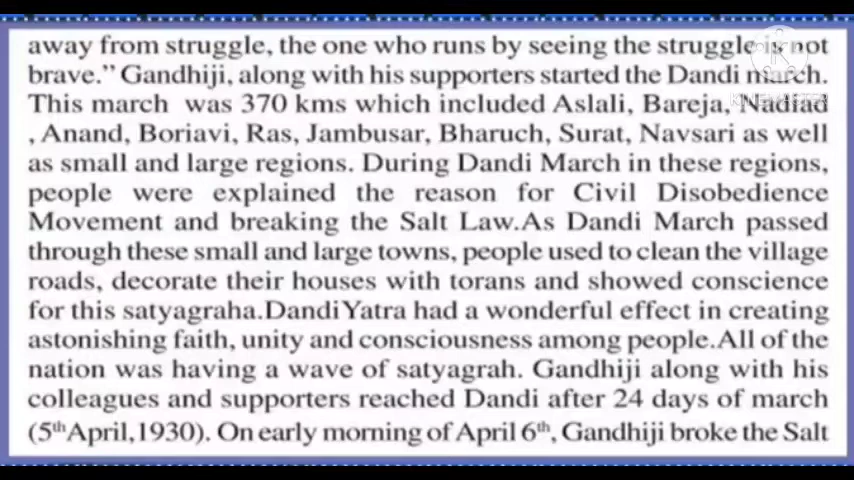 away from struggle, the one who runs by seeing the struggle is not
brave.” Gandhiji, along with his supporters started the Dandi march.
This march was 370 kms which included Aslali, Bareja, Nadiad
, Anand, Boriavi, Ras, Jambusar, Bharuch, Surat, Navsari as well
as small and large regions. During Dandi March in these regions,
people were explained the reason for Civil Disobedience
Movement and breaking the Salt Law.As Dandi March passed
through these small and large towns, people used to clean the village
roads, decorate their houses with torans and showed conscience
for this satyagraha.Dandi Yatra had a wonderful effect in creating
astonishing faith, unity and consciousness among people.All of the
nation was having a wave of satyagrah. Gandhiji along with his
colleagues and supporters reached Dandi after 24 days of march
(5th April,1930). On early morning of April 6th, Gandhiji broke the Salt
KINEMASTER